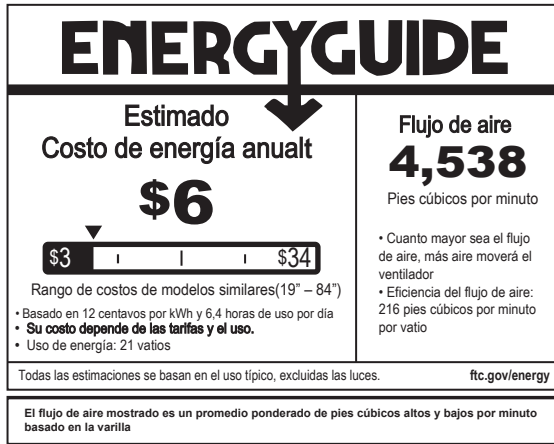 ENERGYGUIDE
Estimado
Costo de energía anualt
$6
$3
$34
Rango de costos de modelos similares(19” – 84”)
• Basado en 12 centavos por kWh y 6,4 horas de uso por día
• Su costo depende de las tarifas y el uso.
• Uso de energía: 21 vatios
Flujo de aire
4,538
Pies cúbicos por minuto
• Cuanto mayor sea el flujo
de aire, más aire moverá el
ventilador
• Eficiencia del flujo de aire:
216 pies cúbicos por minuto
por vatio
Todas las estimaciones se basan en el uso típico, excluidas las luces.
ftc.gov/energy
El flujo de aire mostrado es un promedio ponderado de pies cúbicos altos y bajos por minuto
basado en la varilla